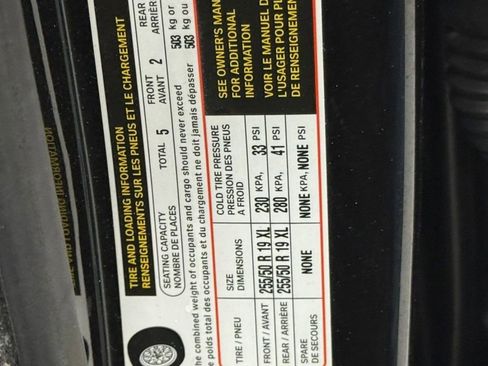 TIRE AND LOADING INFORMATION
RENSEIGNEMENTS SUR LES PNEUS ET LE CHARGEMENT
SEATING CAPACITY
NOMBRE DE PLACES
TOTAL 5
FRONT
AVANT 2
REAR
ARRIÈRE
The combined weight of occupants and cargo should never exceed 503 kg or
Le poids total des occupants et du chargement ne doit jamais dépasser 503 kg ou
TIRE / PNEU
SIZE
DIMENSIONS
COLD TIRE PRESSURE
PRESSION DES PNEUS
A FROID
FRONT / AVANT 255/50 R 19 XL 230 KPA, 33 PSI
REAR / ARRIÈRE 255/50 R 19 XL 280 KPA, 41 PSI
SPARE
DE SECOURS
NONE NONE KPA, NONE PSI
SEE OWNER'S MAN
FOR ADDITIONAL
INFORMATION
VOIR LE MANUEL D
L'USAGER POUR PL
DE RENSEIGNEMENT